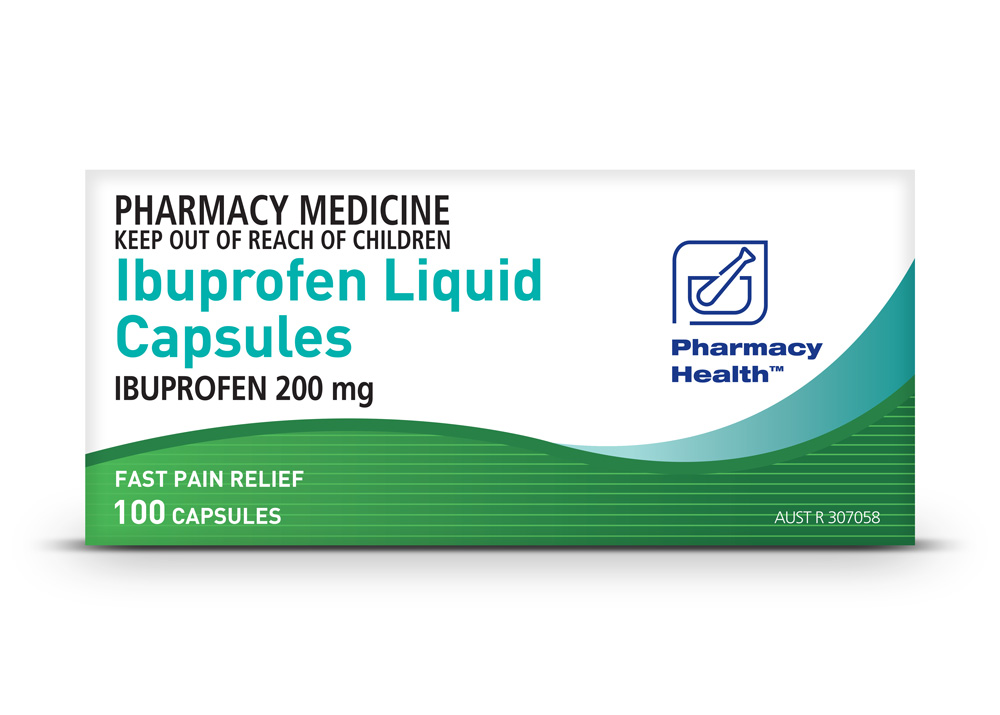 PHARMACY MEDICINE
KEEP OUT OF REACH OF CHILDREN
Ibuprofen Liquid
Capsules
IBUPROFEN 200 mg
Pharmacy
Health™
FAST PAIN RELIEF
100 CAPSULES
AUST R 307058